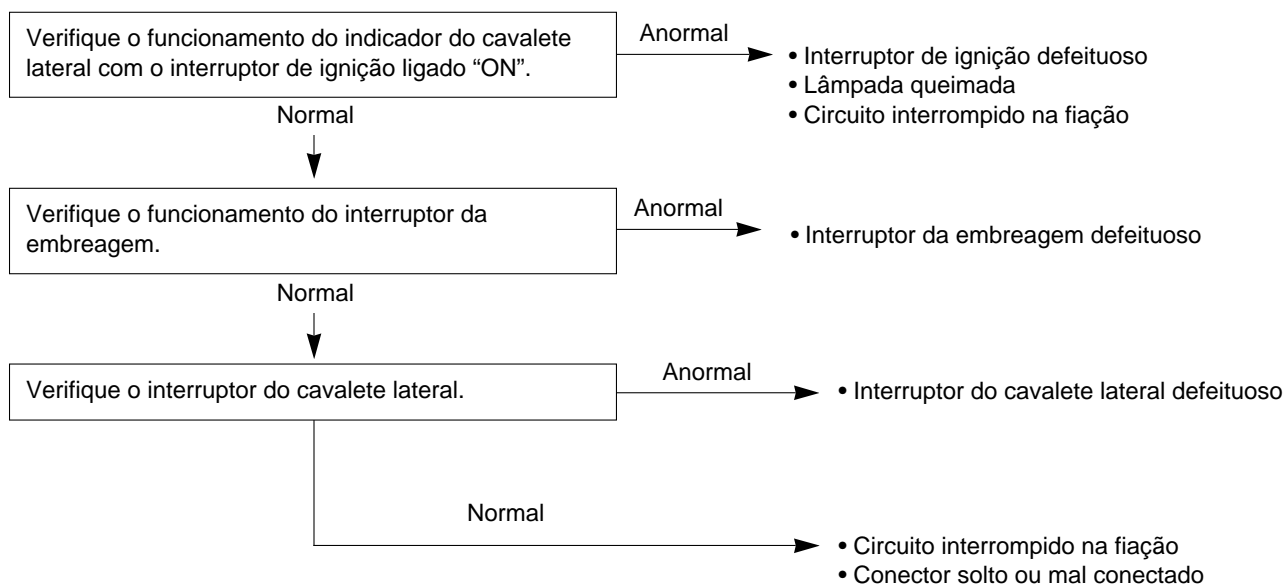 Verifique o funcionamento do indicador do cavalete
lateral com o interruptor de ignição ligado “ON”.
Anormal
• Interruptor de ignição defeituoso
• Lâmpada queimada
• Circuito interrompido na fiação
Normal
Verifique o funcionamento do interruptor da
embreagem.
Anormal
• Interruptor da embreagem defeituoso
Normal
Verifique o interruptor do cavalete lateral.
Anormal
• Interruptor do cavalete lateral defeituoso
Normal
• Circuito interrompido na fiação
• Conector solto ou mal conectado